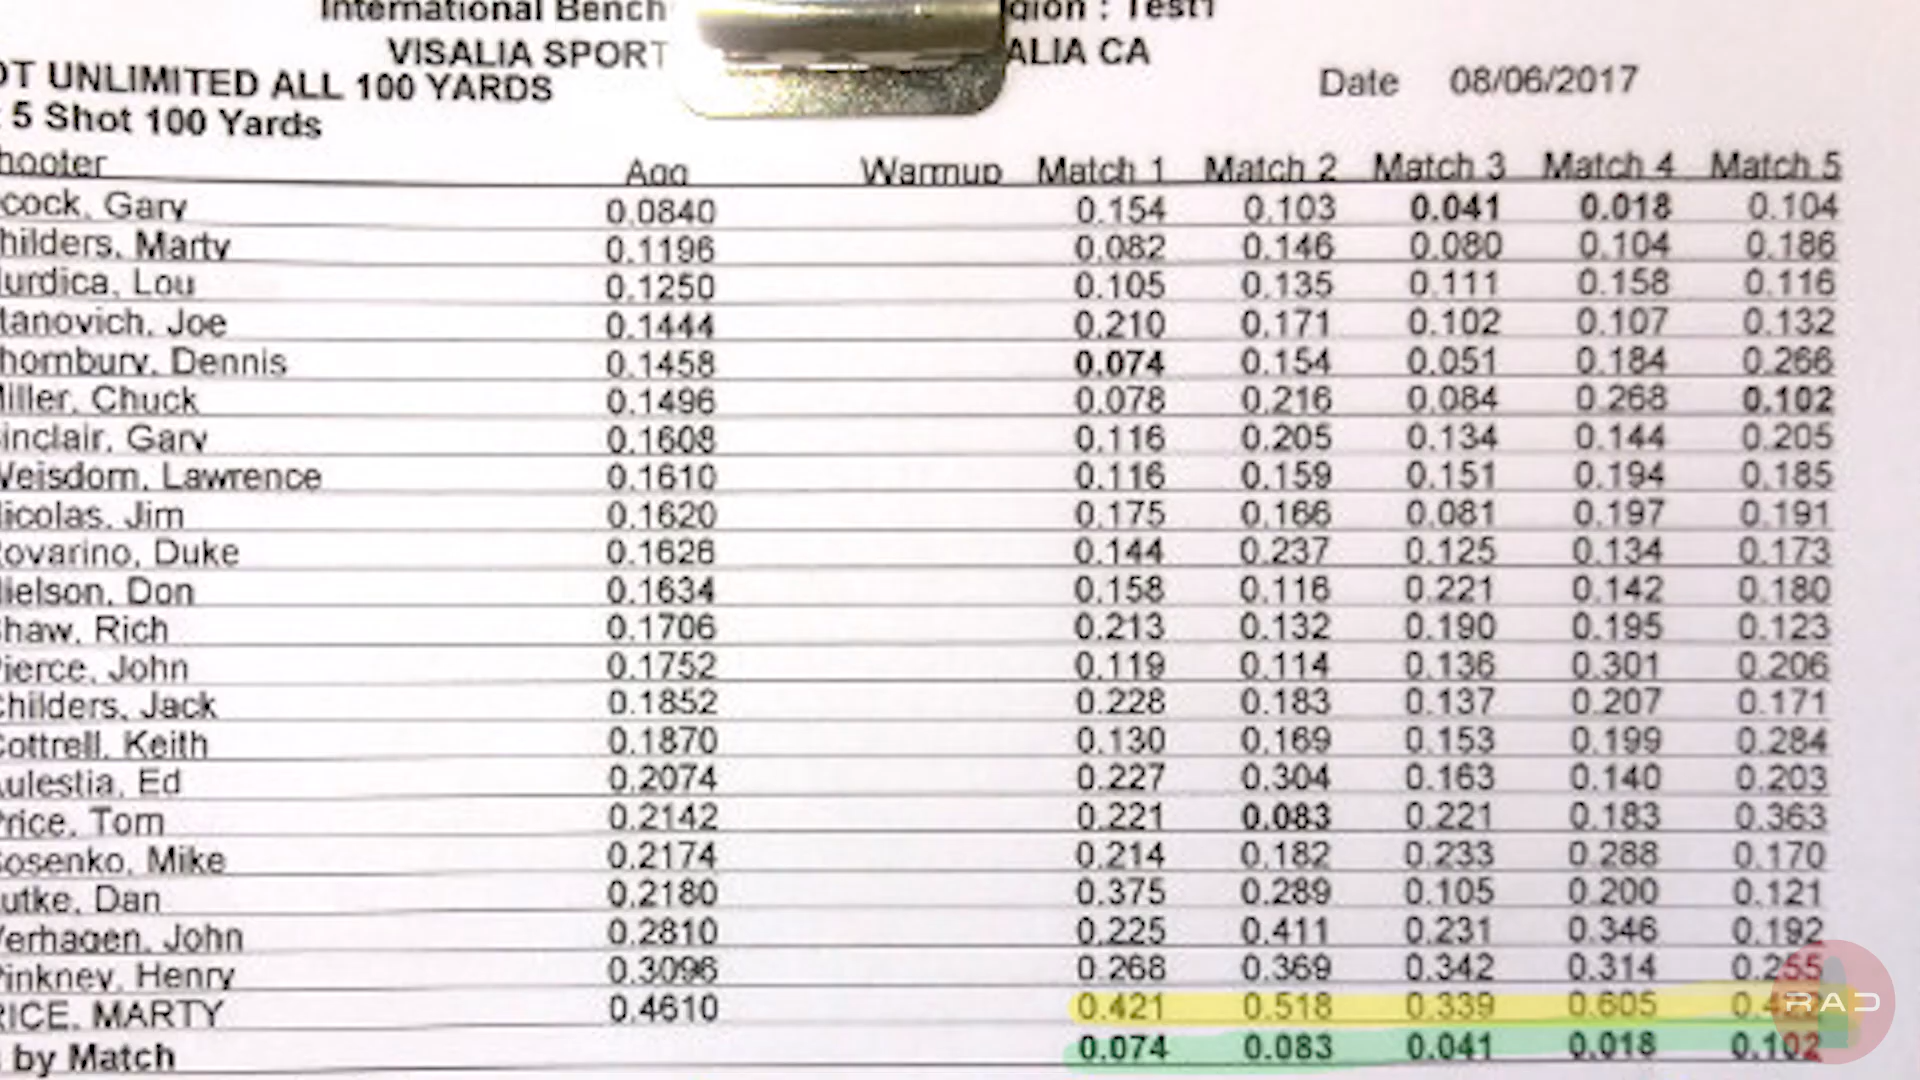 International Bench gion : Test1
VISALIA SPORT ALIA CA
OT UNLIMITED ALL 100 YARDS
Date 08/06/2017
5 Shot 100 Yards
hooter Agg Warmup Match 1 Match 2 Match 3 Match 4 Match 5
cock, Gary 0.0840 0.154 0.103 0.041 0.018 0.104
hilders, Marty 0.1196 0.082 0.146 0.080 0.104 0.186
urdica, Lou 0.1250 0.105 0.135 0.111 0.158 0.116
anovich, Joe 0.1444 0.210 0.171 0.102 0.107 0.132
hornbury, Dennis 0.1458 0.074 0.154 0.051 0.184 0.266
iller, Chuck 0.1496 0.078 0.216 0.084 0.268 0.102
inclair, Gary 0.1608 0.116 0.205 0.134 0.144 0.205
Weisdorn, Lawrence 0.1610 0.116 0.159 0.151 0.194 0.185
icolas, Jim 0.1620 0.175 0.166 0.081 0.197 0.191
Rovarino, Duke 0.1626 0.144 0.237 0.125 0.134 0.173
ielson, Don 0.1634 0.158 0.116 0.221 0.142 0.180
haw, Rich 0.1706 0.213 0.132 0.190 0.195 0.123
Pierce, John 0.1752 0.119 0.114 0.136 0.301 0.206
Childers, Jack 0.1852 0.228 0.183 0.137 0.207 0.171
Cottrell, Keith 0.1870 0.130 0.169 0.153 0.199 0.284
ulestia, Ed 0.2074 0.227 0.304 0.163 0.140 0.203
Price, Tom 0.2142 0.221 0.083 0.221 0.183 0.363
Sosenko, Mike 0.2174 0.214 0.182 0.233 0.288 0.170
utke, Dan 0.2180 0.375 0.289 0.105 0.200 0.121
Verhagen, John 0.2810 0.225 0.411 0.231 0.346 0.192
Pinkney, Henry 0.3096 0.268 0.369 0.342 0.314 0.255
RICE, MARTY 0.4610 0.421 0.518 0.339 0.605
RAD
by Match 0.074 0.083 0.041 0.018 0.102